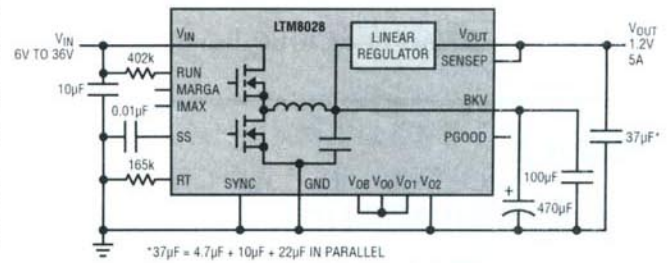 LTM8028
VIN
6V TO 36V
402k
10µF
VIN
RUN
MARGA
IMAX
0.01µF
SS
165k
RT
SYNC
GND
LINEAR
REGULATOR
VOUT
SENSEP
BKV
PGOOD
VOB
VO0
VO1
VO2
VOUT
1.2V
5A
37µF*
100µF
+
470µF
*37µF = 4.7µF + 10µF + 22µF IN PARALLEL